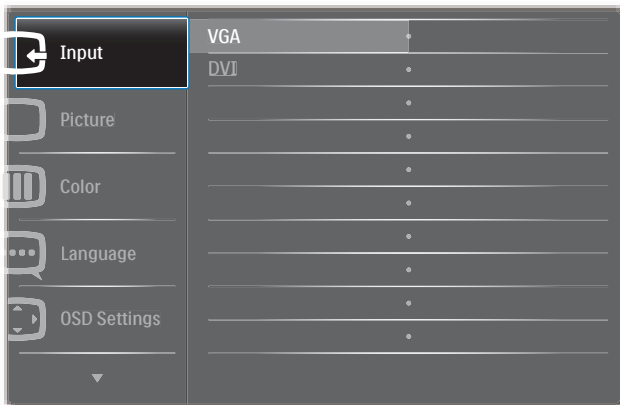 Input
VGA
DVI
Picture
Color
Language
OSD Settings